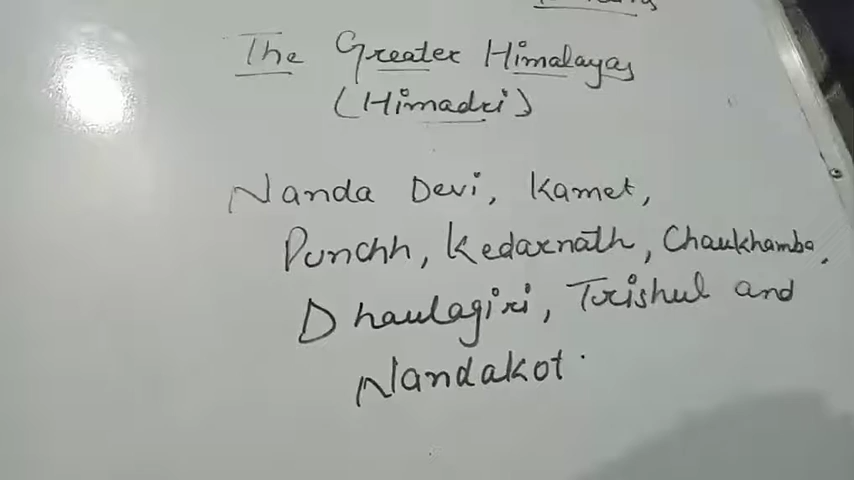 The Greater Himalayas
(Himadri)
Nanda Devi, Kamet,
Punchh, Kedarnath, Chaukhamba,
Dhaulagiri, Trishul and
Nandakot.